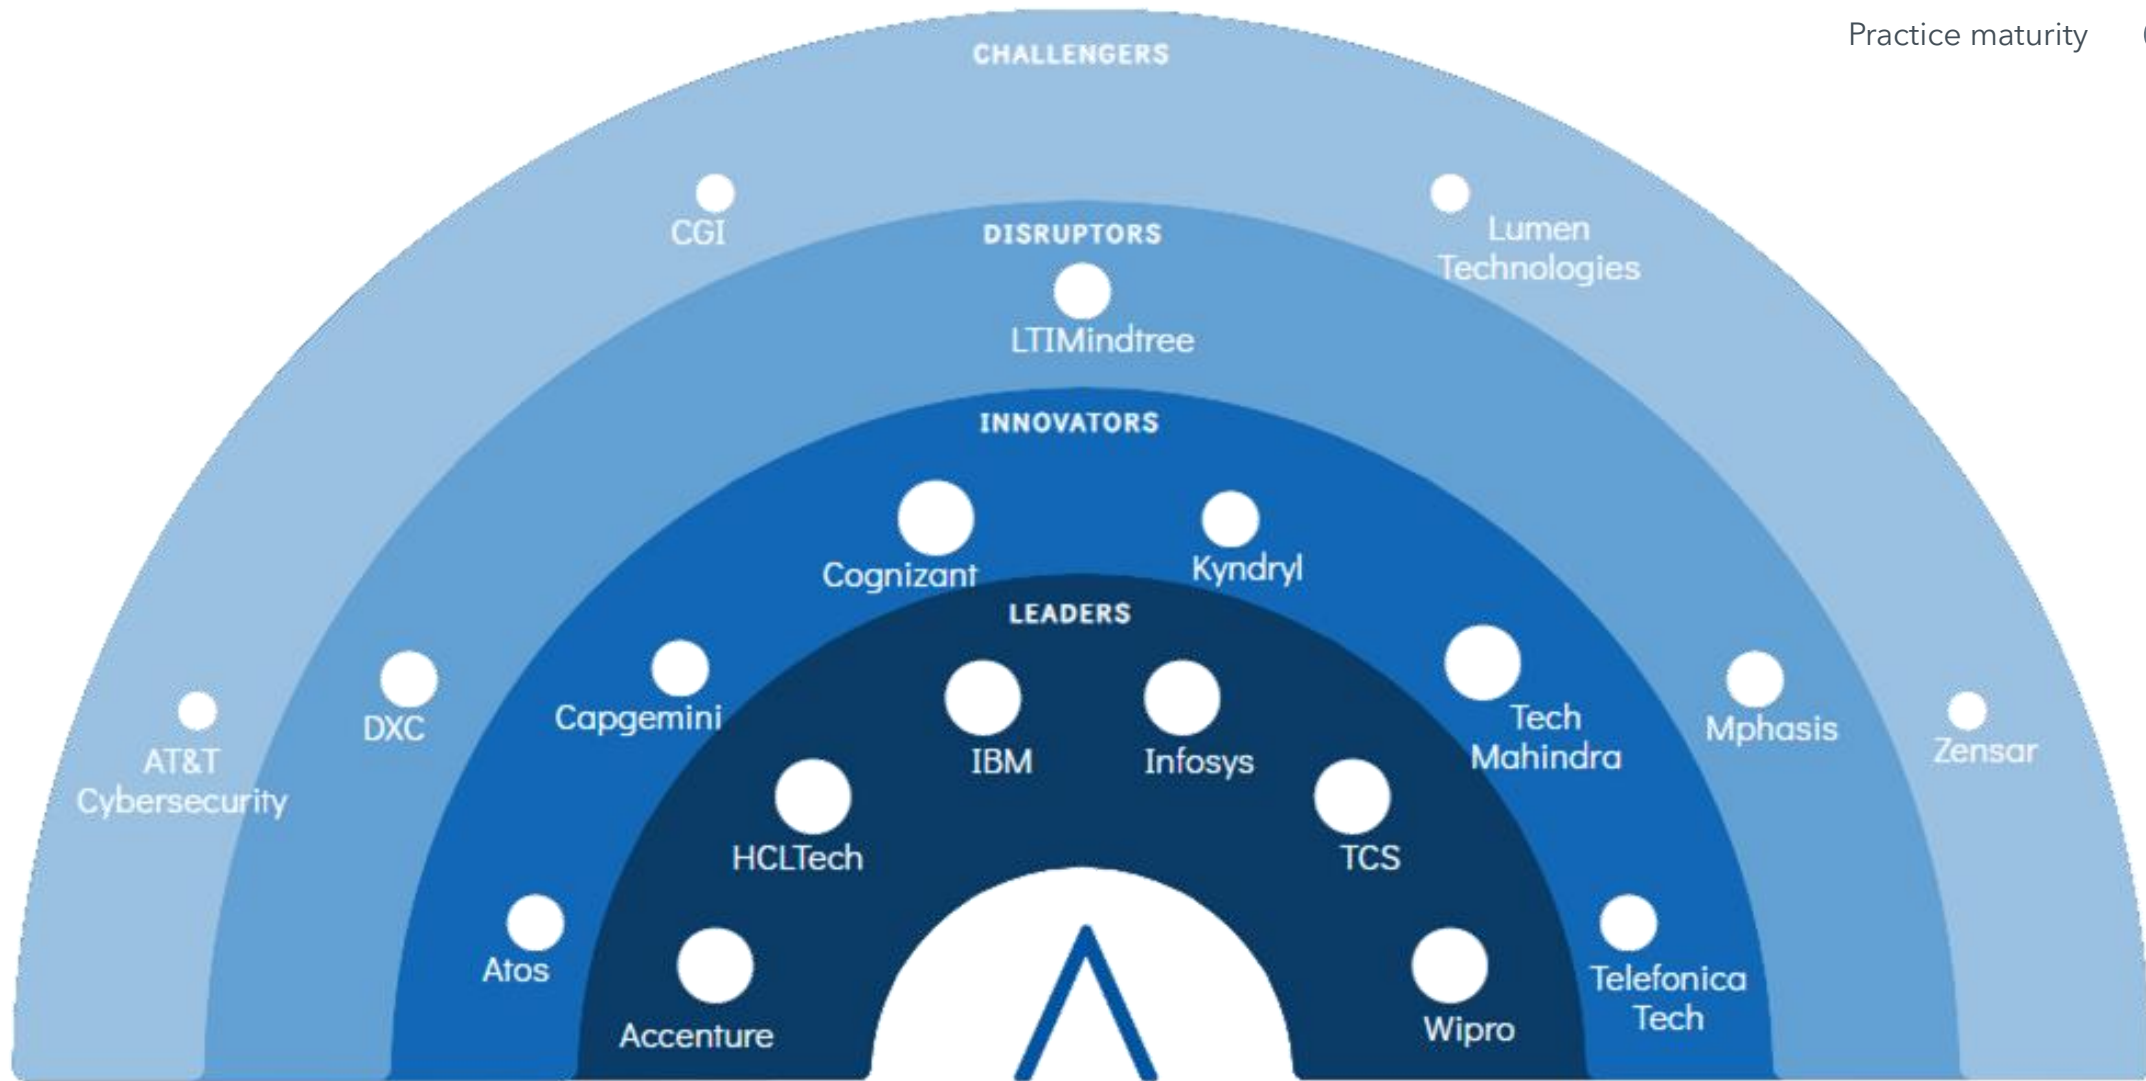 Practice maturity
CHALLENGERS
CGI
Lumen
Technologies
AT&T
Cybersecurity
Zensar
DISRUPTORS
LTIMindtree
DXC
Mphasis
INNOVATORS
Cognizant
Kyndryl
Capgemini
Tech
Mahindra
Atos
Telefonica
Tech
LEADERS
IBM
Infosys
HCLTech
TCS
Accenture
Wipro